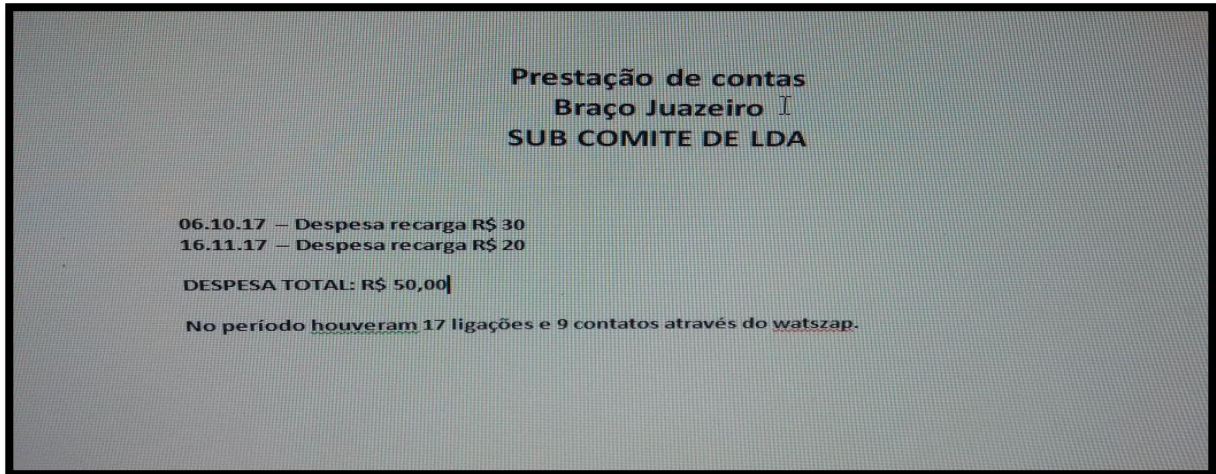 Prestação de contas
Braço Juazeiro
SUB COMITE DE LDA
06.10.17 – Despesa recarga R$ 30
16.11.17 – Despesa recarga R$ 20
DESPESA TOTAL: R$ 50,00
No período houveram 17 ligações e 9 contatos através do watszap.